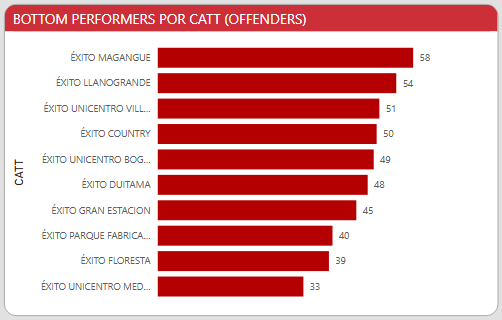 BOTTOM PERFORMERS POR CATT (OFFENDERS)
CATT
ÉXITO MAGANGUE 58
ÉXITO LLANOGRANDE 54
ÉXITO UNICENTRO VILL... 51
ÉXITO COUNTRY 50
ÉXITO UNICENTRO BOG... 49
ÉXITO DUITAMA 48
ÉXITO GRAN ESTACION 45
ÉXITO PARQUE FABRICA... 40
ÉXITO FLORESTA 39
ÉXITO UNICENTRO MED... 33